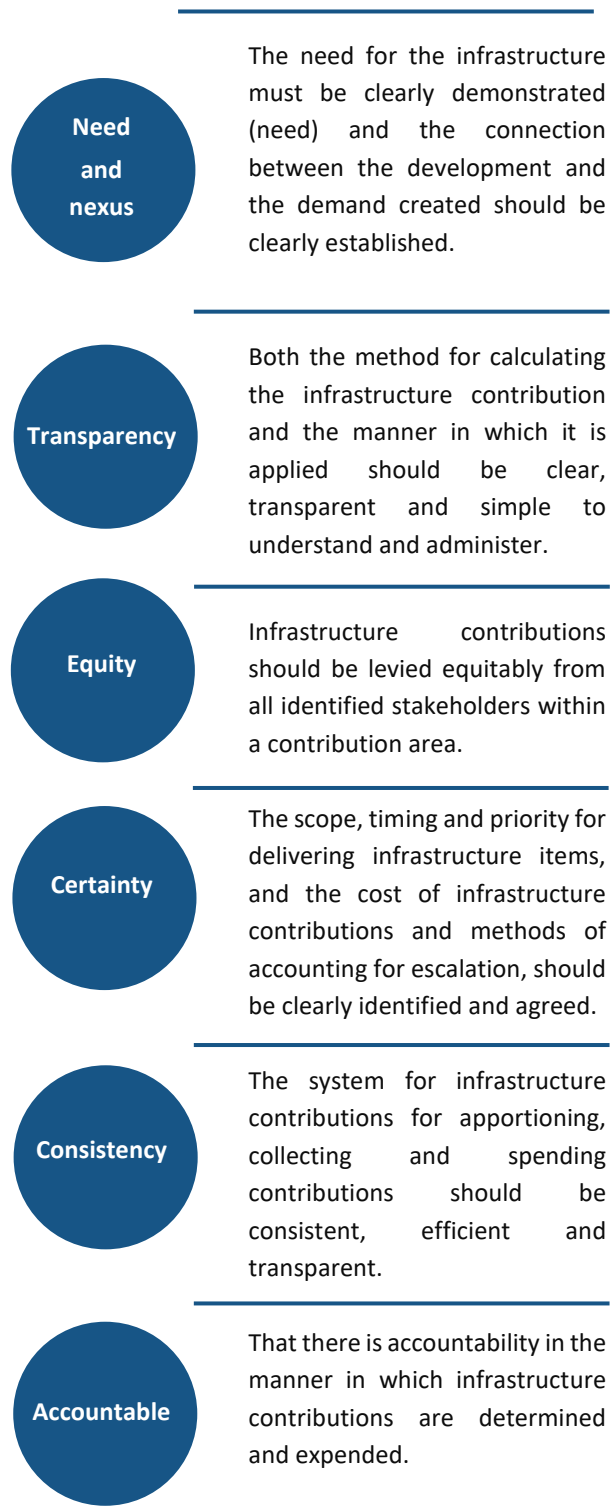 Need
and
nexus
The need for the infrastructure
must be clearly demonstrated
(need) and the connection
between the development and
the demand created should be
clearly established.
Transparency
Both the method for calculating
the infrastructure contribution
and the manner in which it is
applied should be clear,
transparent and simple to
understand and administer.
Equity
Infrastructure contributions
should be levied equitably from
all identified stakeholders within
a contribution area.
Certainty
The scope, timing and priority for
delivering infrastructure items,
and the cost of infrastructure
contributions and methods of
accounting for escalation, should
be clearly identified and agreed.
Consistency
The system for infrastructure
contributions for apportioning,
collecting and spending
contributions should be
consistent, efficient and
transparent.
Accountable
That there is accountability in the
manner in which infrastructure
contributions are determined
and expended.